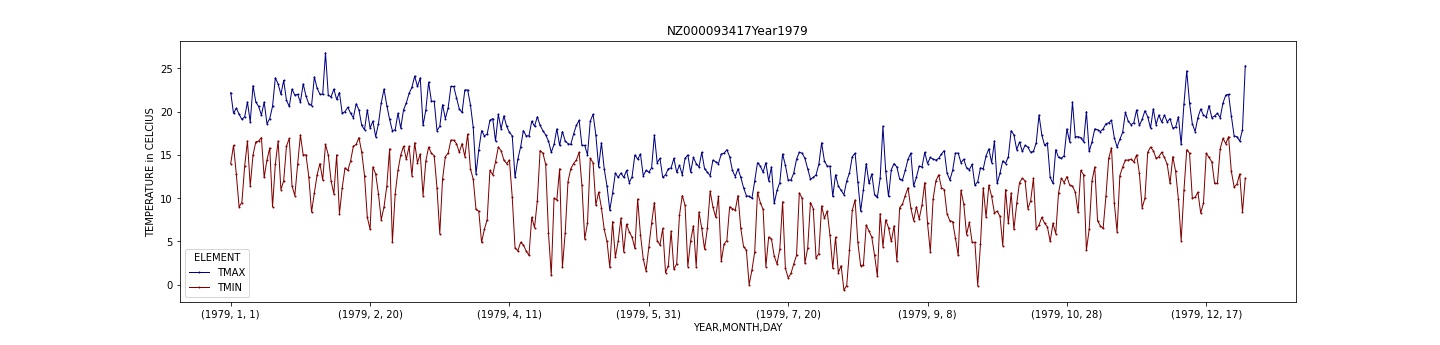 NZ000093417Year1979
TEMPERATURE in CELCIUS
25
20
15
10
5
0
ELEMENT
TMAX
TMIN
(1979, 1, 1)
(1979, 2, 20)
(1979, 4, 11)
(1979, 5, 31)
(1979, 7, 20)
(1979, 9, 8)
(1979, 10, 28)
(1979, 12, 17)
YEAR,MONTH,DAY